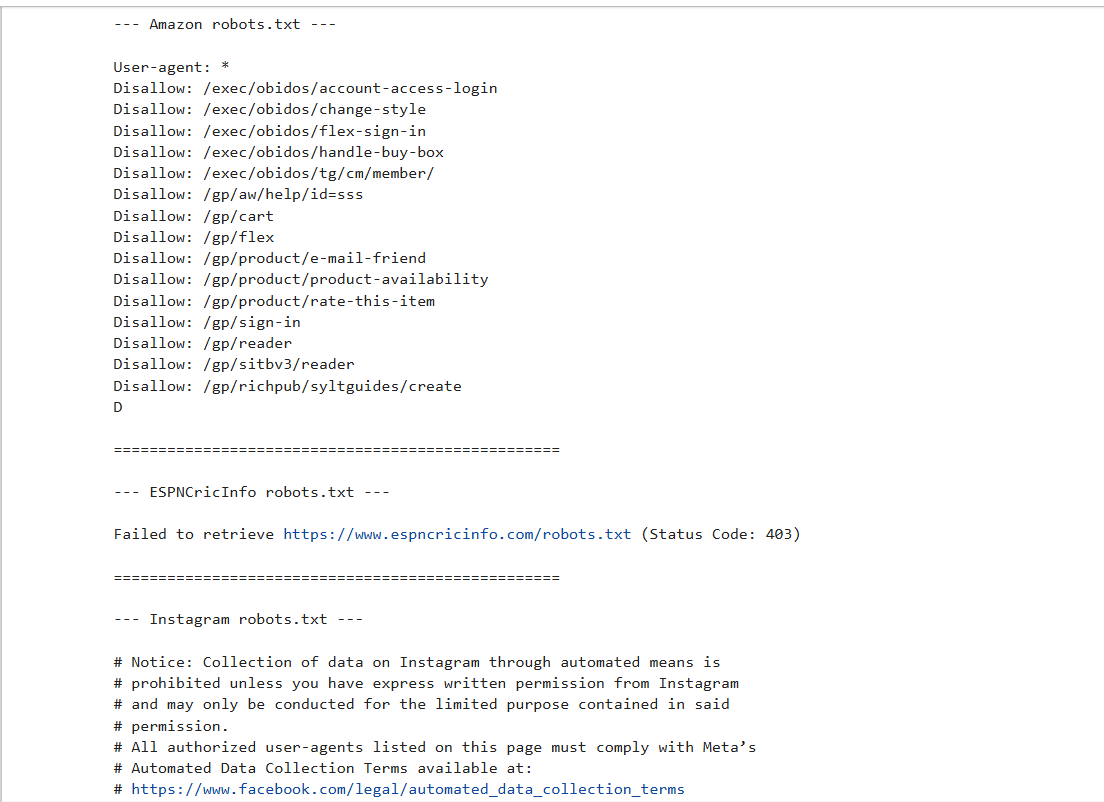 --- Amazon robots.txt ---
User-agent: *
Disallow: /exec/obidos/account-access-login
Disallow: /exec/obidos/change-style
Disallow: /exec/obidos/flex-sign-in
Disallow: /exec/obidos/handle-buy-box
Disallow: /exec/obidos/tg/cm/member/
Disallow: /gp/aw/help/id=sss
Disallow: /gp/cart
Disallow: /gp/flex
Disallow: /gp/product/e-mail-friend
Disallow: /gp/product/product-availability
Disallow: /gp/product/rate-this-item
Disallow: /gp/sign-in
Disallow: /gp/reader
Disallow: /gp/sitbv3/reader
Disallow: /gp/richpub/syltguides/create
D
==================================================
--- ESPNCricInfo robots.txt ---
Failed to retrieve https://www.espncricinfo.com/robots.txt (Status Code: 403)
==================================================
--- Instagram robots.txt ---
# Notice: Collection of data on Instagram through automated means is
# prohibited unless you have express written permission from Instagram
# and may only be conducted for the limited purpose contained in said
# permission.
# All authorized user-agents listed on this page must comply with Meta’s
# Automated Data Collection Terms available at:
# https://www.facebook.com/legal/automated_data_collection_terms